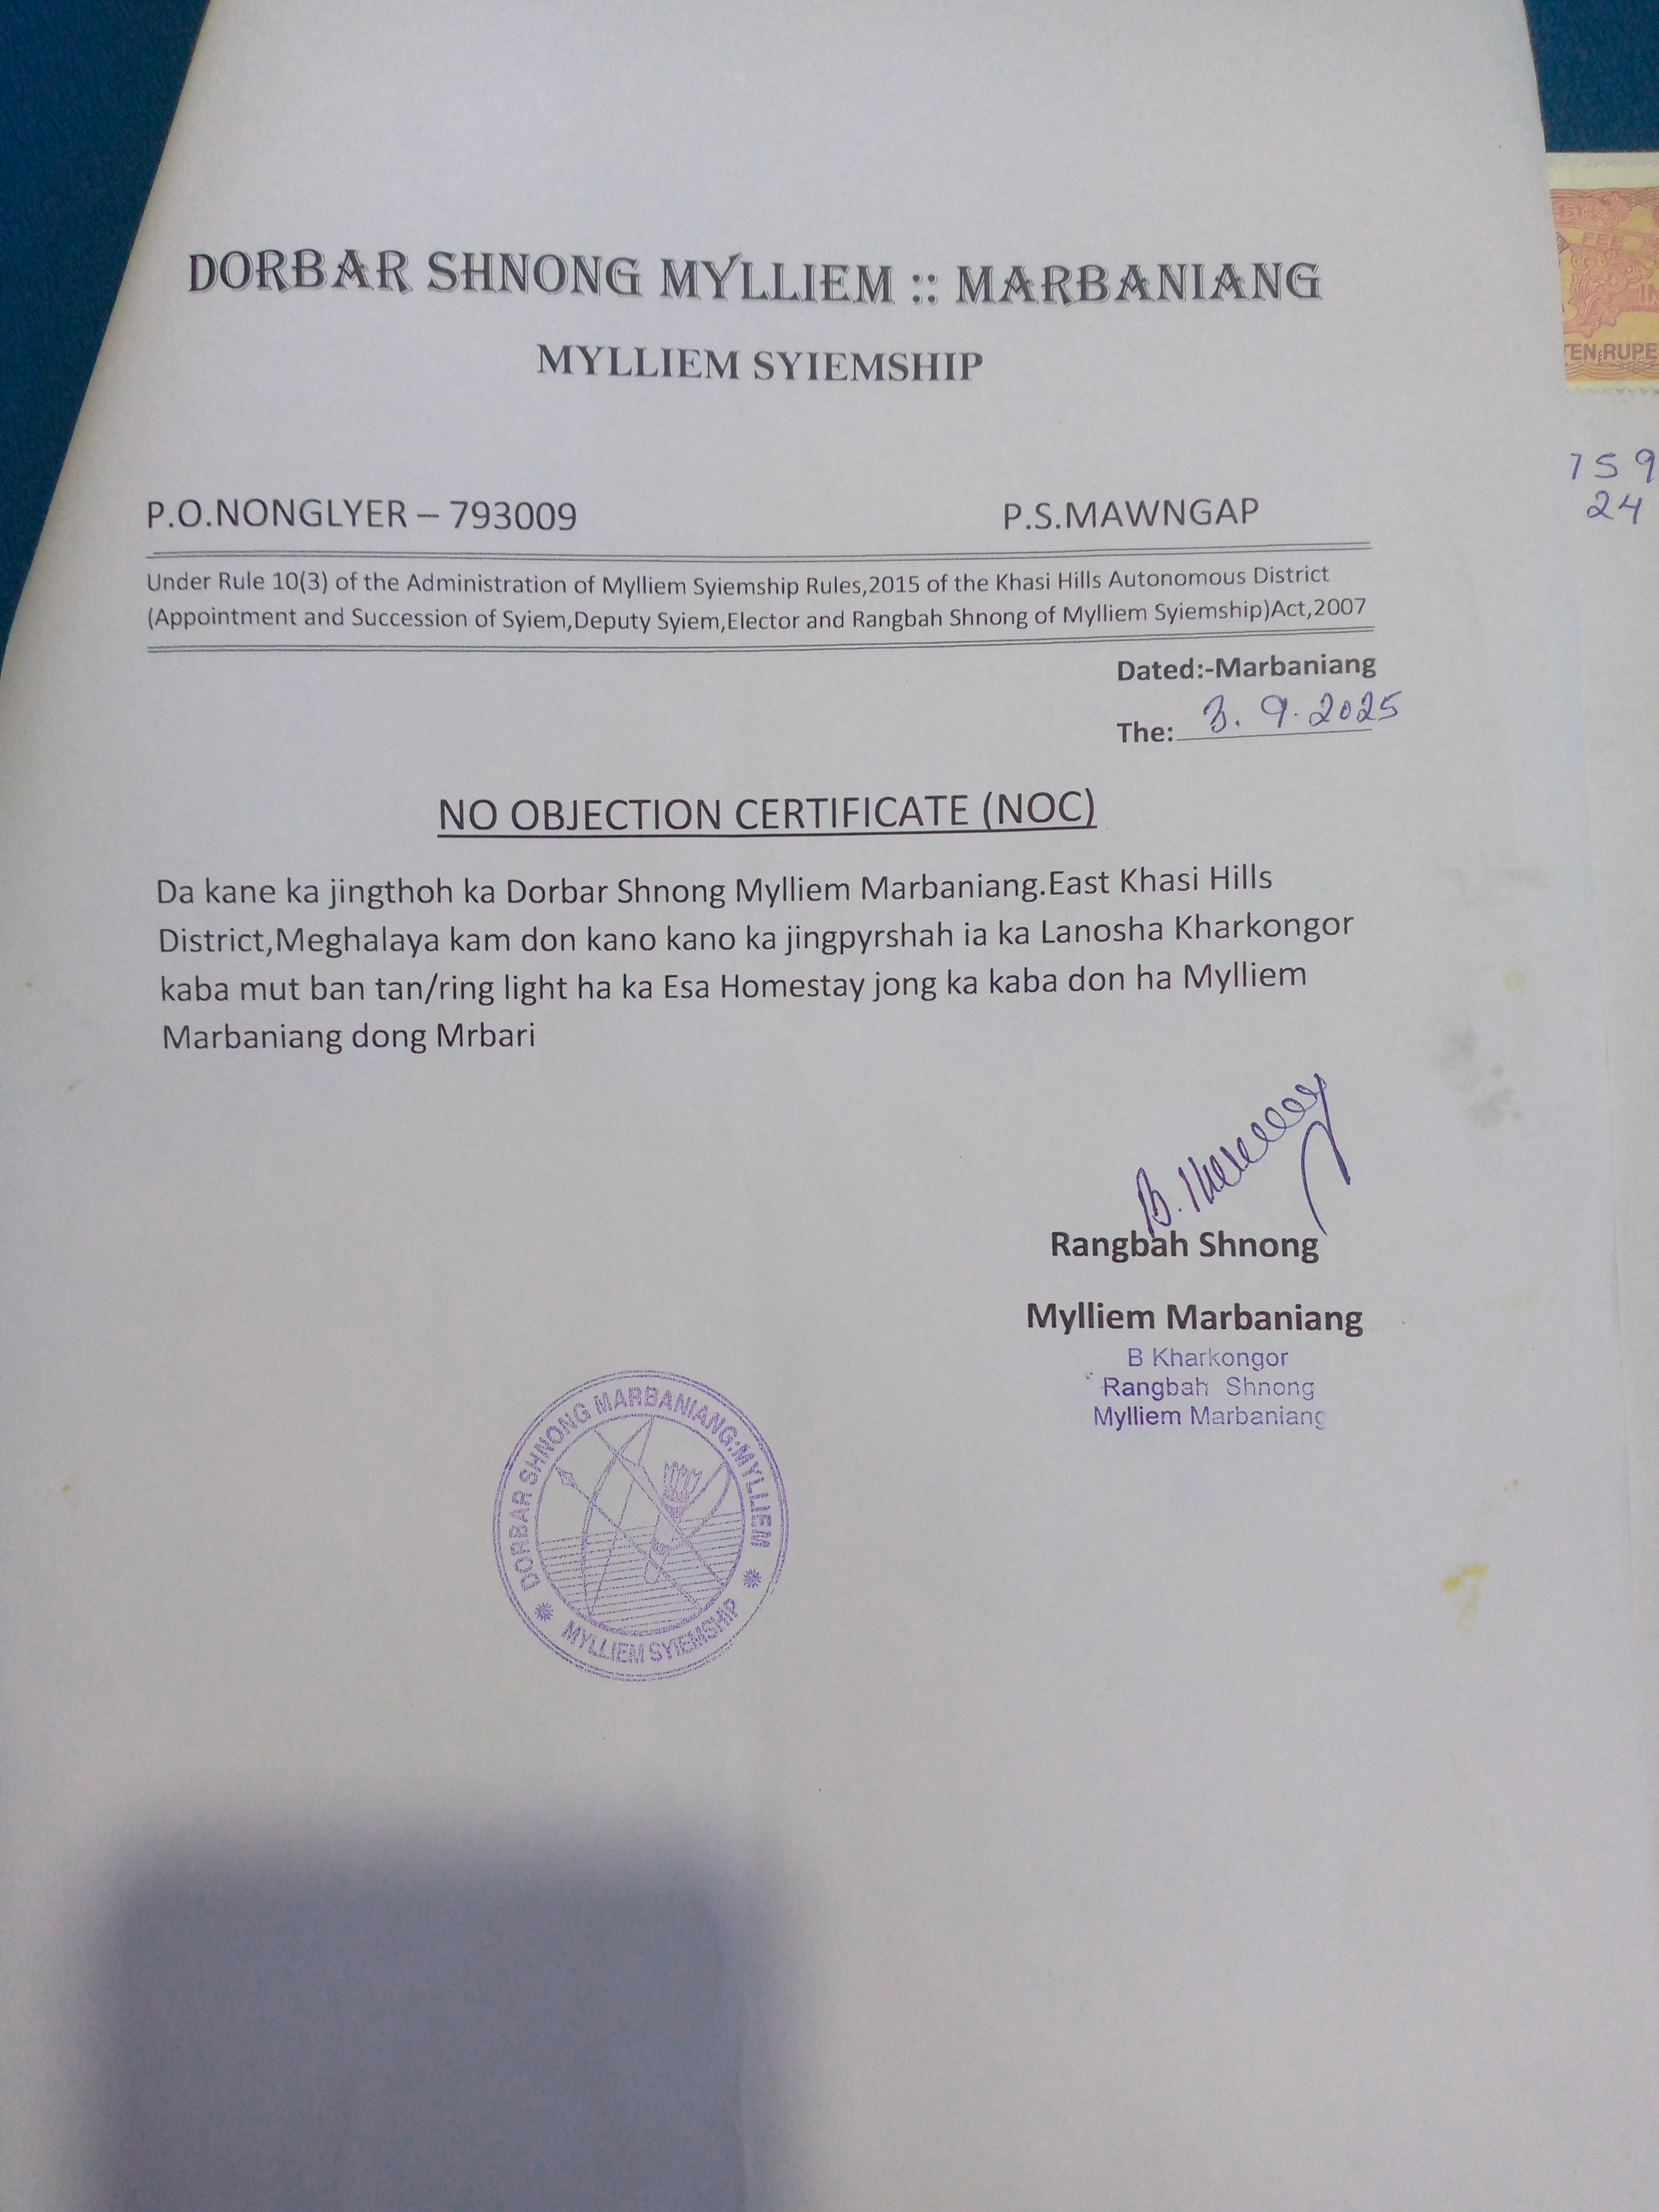 DORBAR SHNONG MYLLIEM :: MARBANIANG
MYLLIEM SYIEMSHIP
P.O.NONGLYER – 793009 P.S.MAWNGAP
Under Rule 10(3) of the Administration of Mylliem Syiemship Rules,2015 of the Khasi Hills Autonomous District
(Appointment and Succession of Syiem,Deputy Syiem,Elector and Rangbah Shnong of Mylliem Syiemship)Act,2007
Dated:-Marbaniang
The: 3. 9. 2025
NO OBJECTION CERTIFICATE (NOC)
Da kane ka jingthoh ka Dorbar Shnong Mylliem Marbaniang.East Khasi Hills
District,Meghalaya kam don kano kano ka jingpyrshah ia ka Lanosha Kharkongor
kaba mut ban tan/ring light ha ka Esa Homestay jong ka kaba don ha Mylliem
Marbaniang dong Mrbari
Rangbah Shnong
Mylliem Marbaniang
B Kharkongor
Rangbah Shnong
Mylliem Marbaniang
DORBAR SHNONG MARBANIANG:MYLLIEM
MYLLIEM SYIEMSHIP
FEE
TEN RUPE
759
24